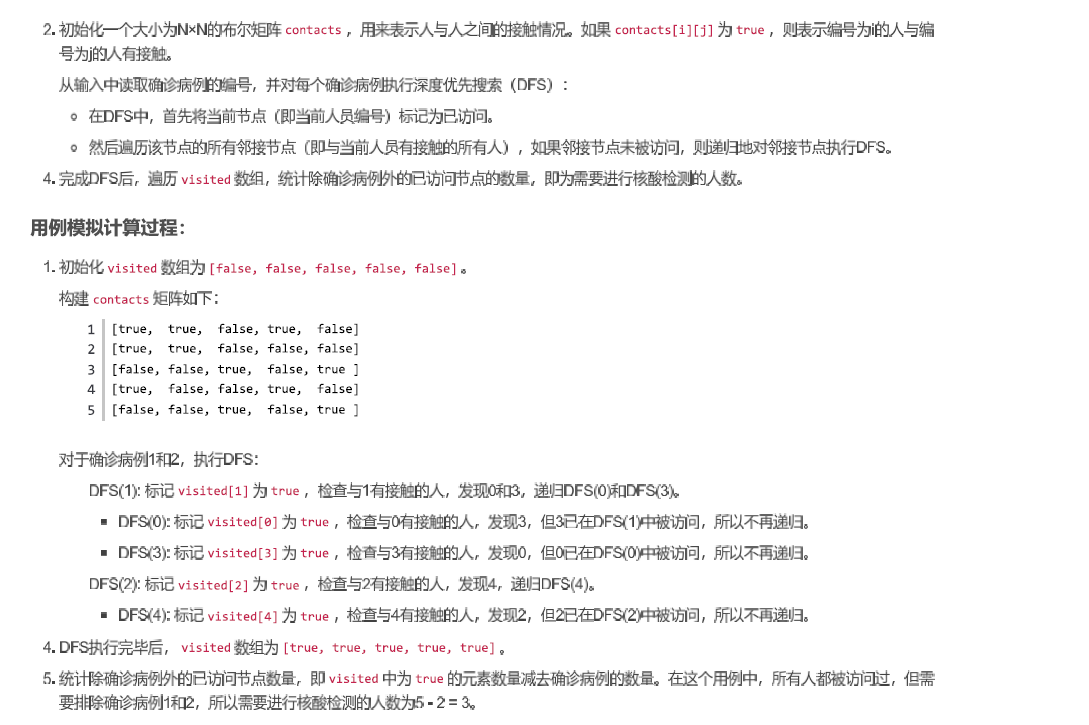 2. 初始化一个大小为N×N的布尔矩阵 contacts ，用来表示人与人之间的接触情况。如果 contacts[i][j] 为 true ，则表示编号为i的人与编
号为j的人有接触。
从输入中读取确诊病例的编号，并对每个确诊病例执行深度优先搜索（DFS）：
在DFS中，首先将当前节点（即当前人员编号）标记为已访问。
然后遍历该节点的所有邻接节点（即与当前人员有接触的所有人），如果邻接节点未被访问，则递归地对邻接节点执行DFS。
4. 完成DFS后，遍历 visited 数组，统计除确诊病例外的已访问节点的数量，即为需要进行核酸检测的人数。
用例模拟计算过程：
1. 初始化 visited 数组为 [false, false, false, false, false] 。
构建 contacts 矩阵如下：
1 [true,  true,  false, true,  false]
2 [true,  true,  false, false, false]
3 [false, false, true,  false, true ]
4 [true,  false, false, true,  false]
5 [false, false, true,  false, true ]
对于确诊病例1和2，执行DFS：
DFS(1): 标记 visited[1] 为 true ，检查与1有接触的人，发现0和3，递归DFS(0)和DFS(3)。
DFS(0): 标记 visited[0] 为 true ，检查与0有接触的人，发现3，但3已在DFS(1)中被访问，所以不再递归。
DFS(3): 标记 visited[3] 为 true ，检查与3有接触的人，发现0，但0已在DFS(0)中被访问，所以不再递归。
DFS(2): 标记 visited[2] 为 true ，检查与2有接触的人，发现4，递归DFS(4)。
DFS(4): 标记 visited[4] 为 true ，检查与4有接触的人，发现2，但2已在DFS(2)中被访问，所以不再递归。
4. DFS执行完毕后， visited 数组为 [true, true, true, true, true] 。
5. 统计除确诊病例外的已访问节点数量，即 visited 中为 true 的元素数量减去确诊病例的数量。在这个用例中，所有人都被访问过，但需
要排除确诊病例1和2，所以需要进行核酸检测的人数为5 - 2 = 3。